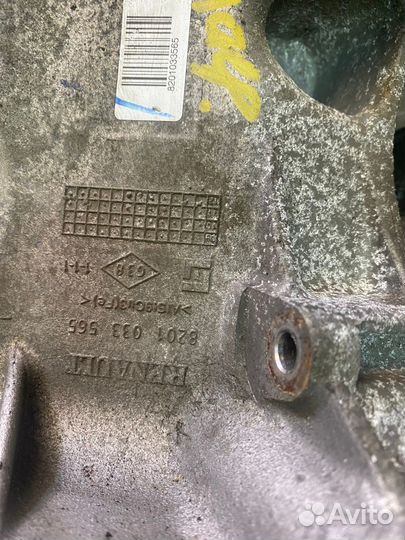 8201033565
RENAULT
8201 033 565
>AlSi9Cu3(Fe)<
G38
Avito